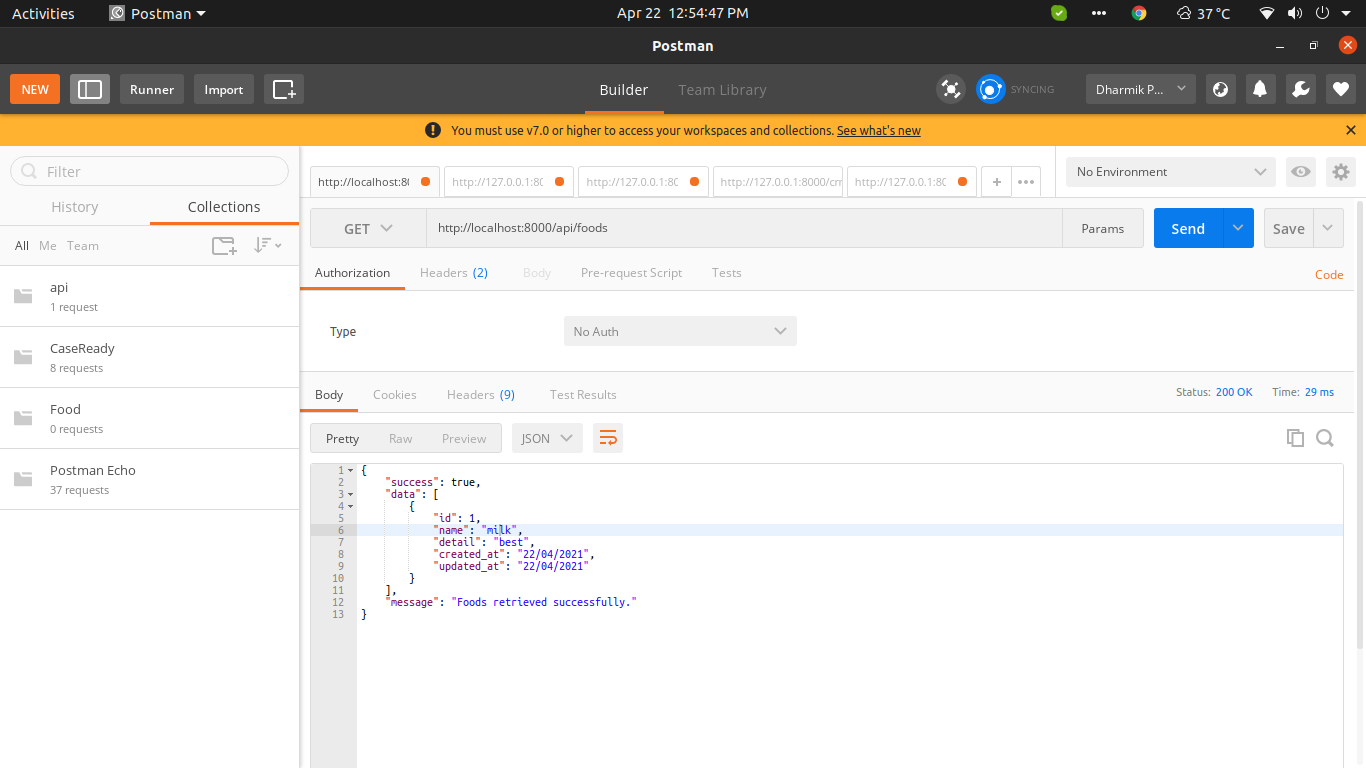 Activities Postman Apr 22 12:54:47 PM 37 °C
Postman
NEW Runner Import Builder Team Library SYNCING Dharmik P...
You must use v7.0 or higher to access your workspaces and collections. See what's new
Filter
History Collections
All Me Team
api
1 request
CaseReady
8 requests
Food
0 requests
Postman Echo
37 requests
http://localhost:80 http://127.0.0.1:80 http://127.0.0.1:80 http://127.0.0.1:8000/crm http://127.0.0.1:80 + •••
No Environment
GET http://localhost:8000/api/foods Params Send Save
Authorization Headers (2) Body Pre-request Script Tests Code
Type No Auth
Body Cookies Headers (9) Test Results Status: 200 OK Time: 29 ms
Pretty Raw Preview JSON
1 {
2 "success": true,
3 "data": [
4 {
5 "id": 1,
6 "name": "milk",
7 "detail": "best",
8 "created_at": "22/04/2021",
9 "updated_at": "22/04/2021"
10 }
11 ],
12 "message": "Foods retrieved successfully."
13 }